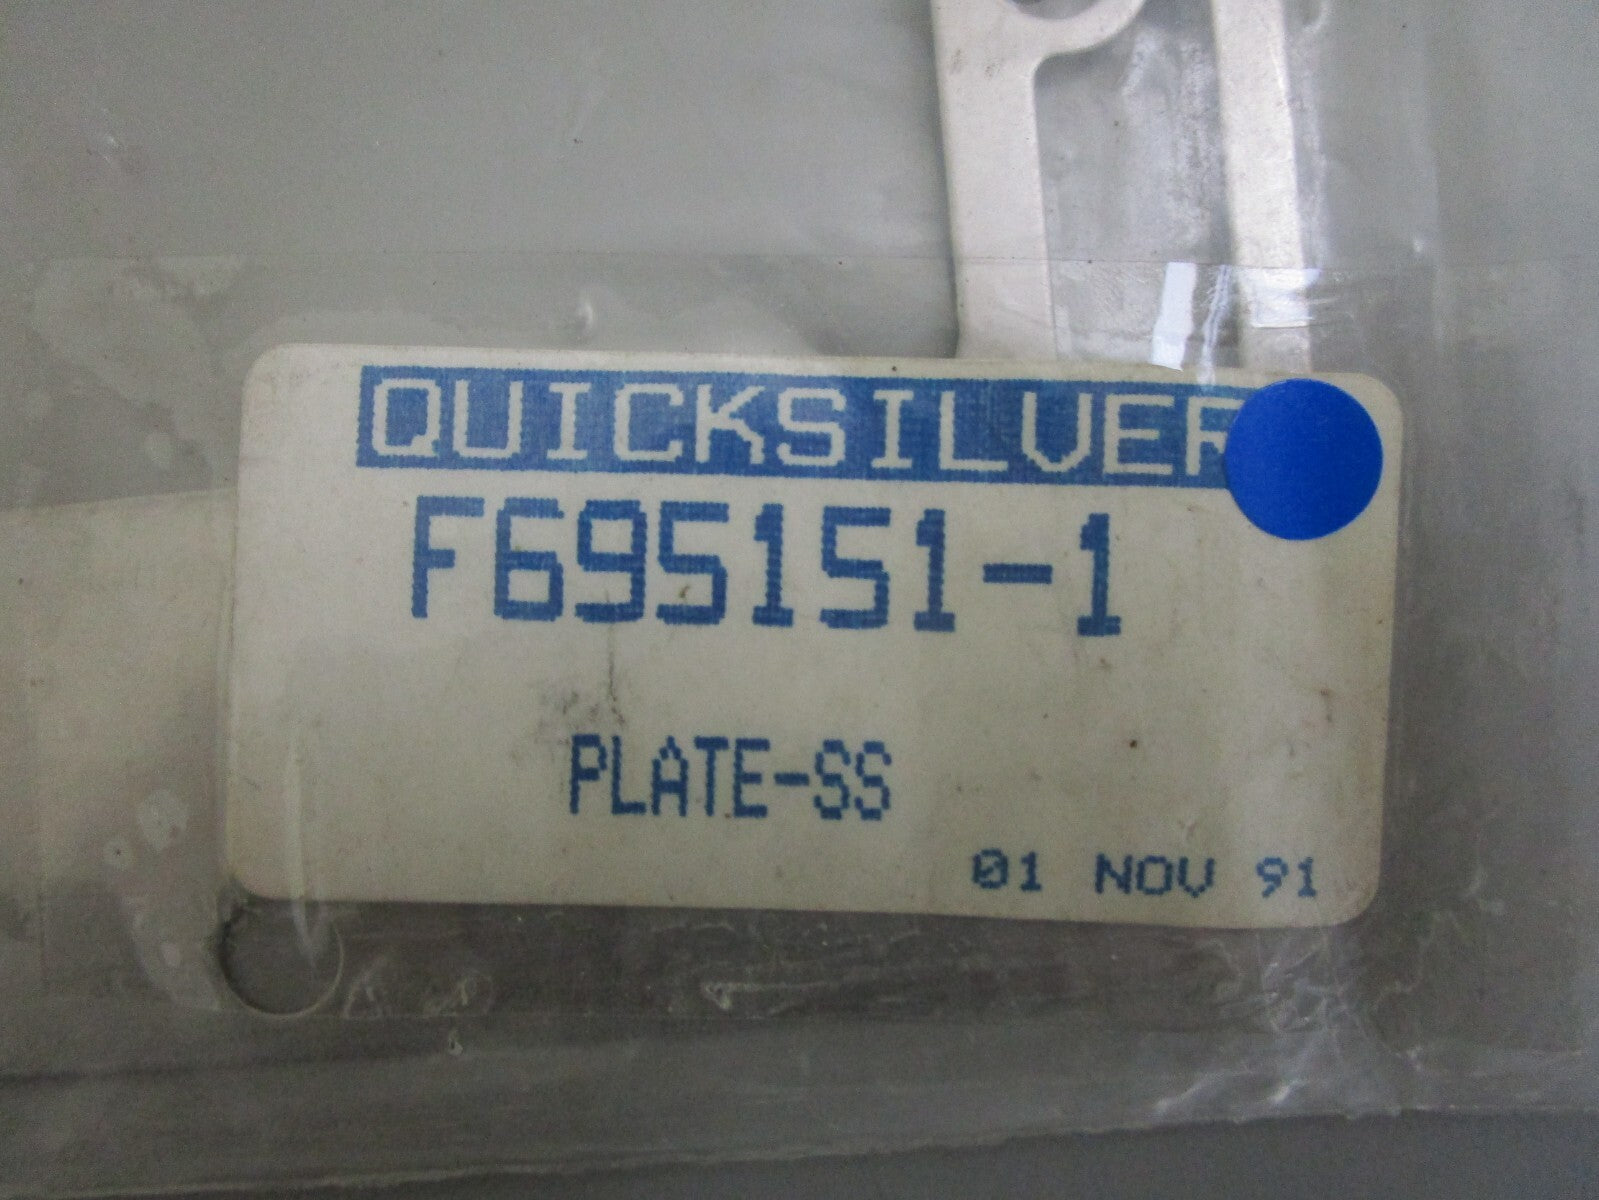 QUICKSILVER
F695151-1
PLATE-SS
01 NOV 91